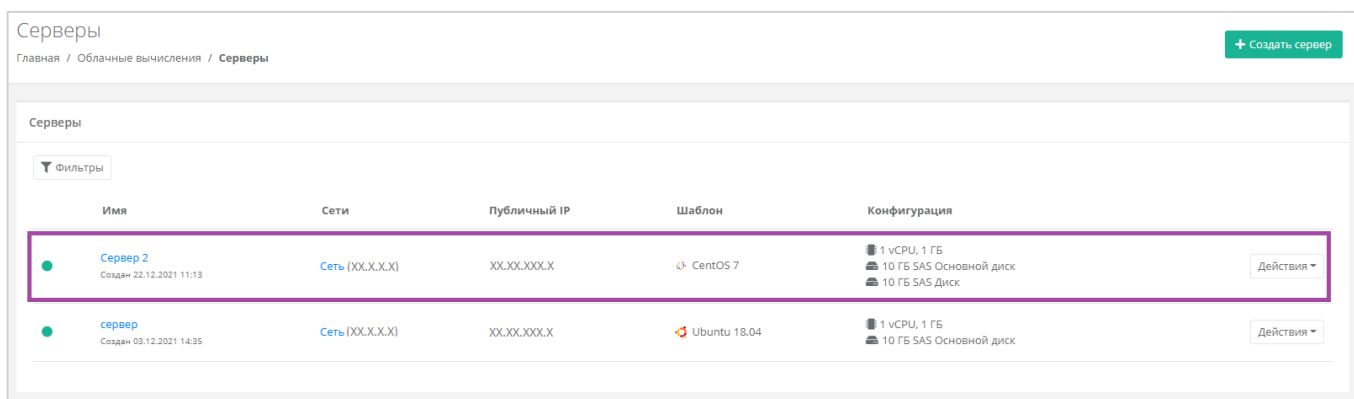 Серверы
Главная / Облачные вычисления / Серверы
+ Создать сервер
Серверы
Фильтры
Имя Сети Публичный IP Шаблон Конфигурация
Сервер 2
Создан 22.12.2021 11:13
Сеть (XX.X.X.X)
XX.XX.XXX.X
CentOS 7
1 vCPU, 1 ГБ
10 ГБ SAS Основной диск
10 ГБ SAS Диск
Действия
сервер
Создан 03.12.2021 14:35
Сеть (XX.X.X.X)
XX.XX.XXX.X
Ubuntu 18.04
1 vCPU, 1 ГБ
10 ГБ SAS Основной диск
Действия